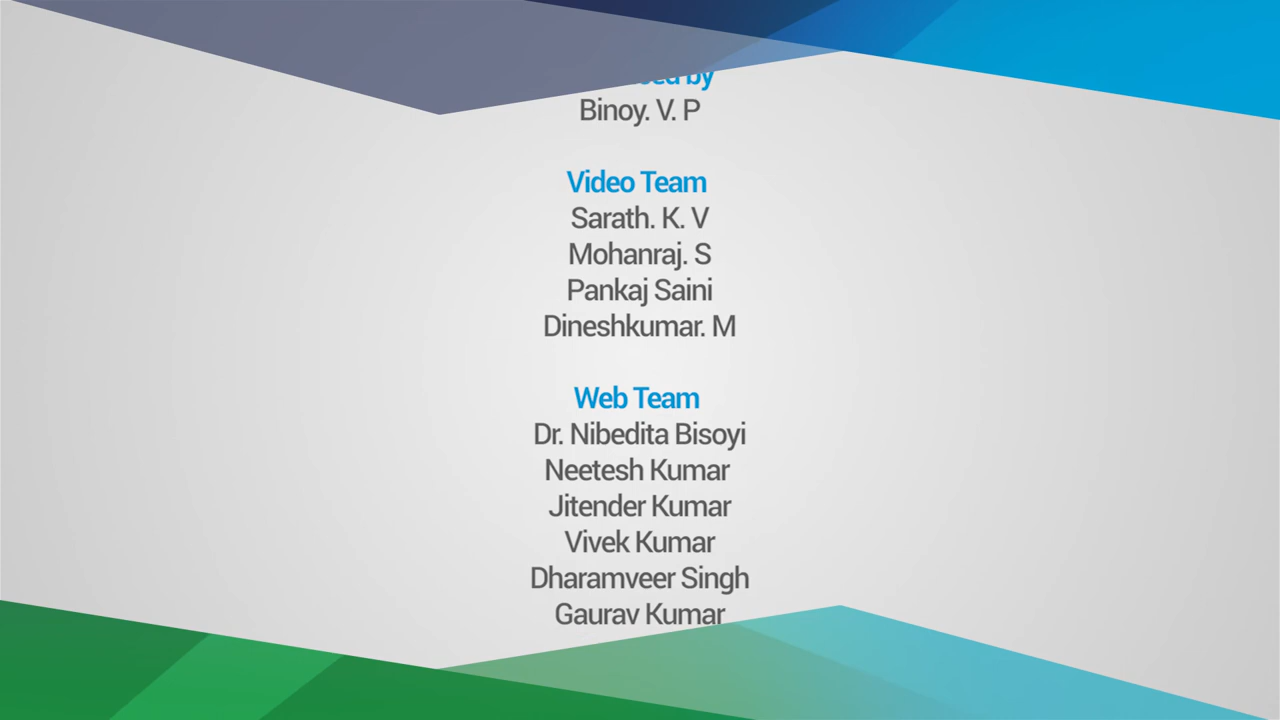 by
Binoy. V. P
Video Team
Sarath. K. V
Mohanraj. S
Pankaj Saini
Dineshkumar. M
Web Team
Dr. Nibedita Bisoyi
Neetesh Kumar
Jitender Kumar
Vivek Kumar
Dharamveer Singh
Gaurav Kumar